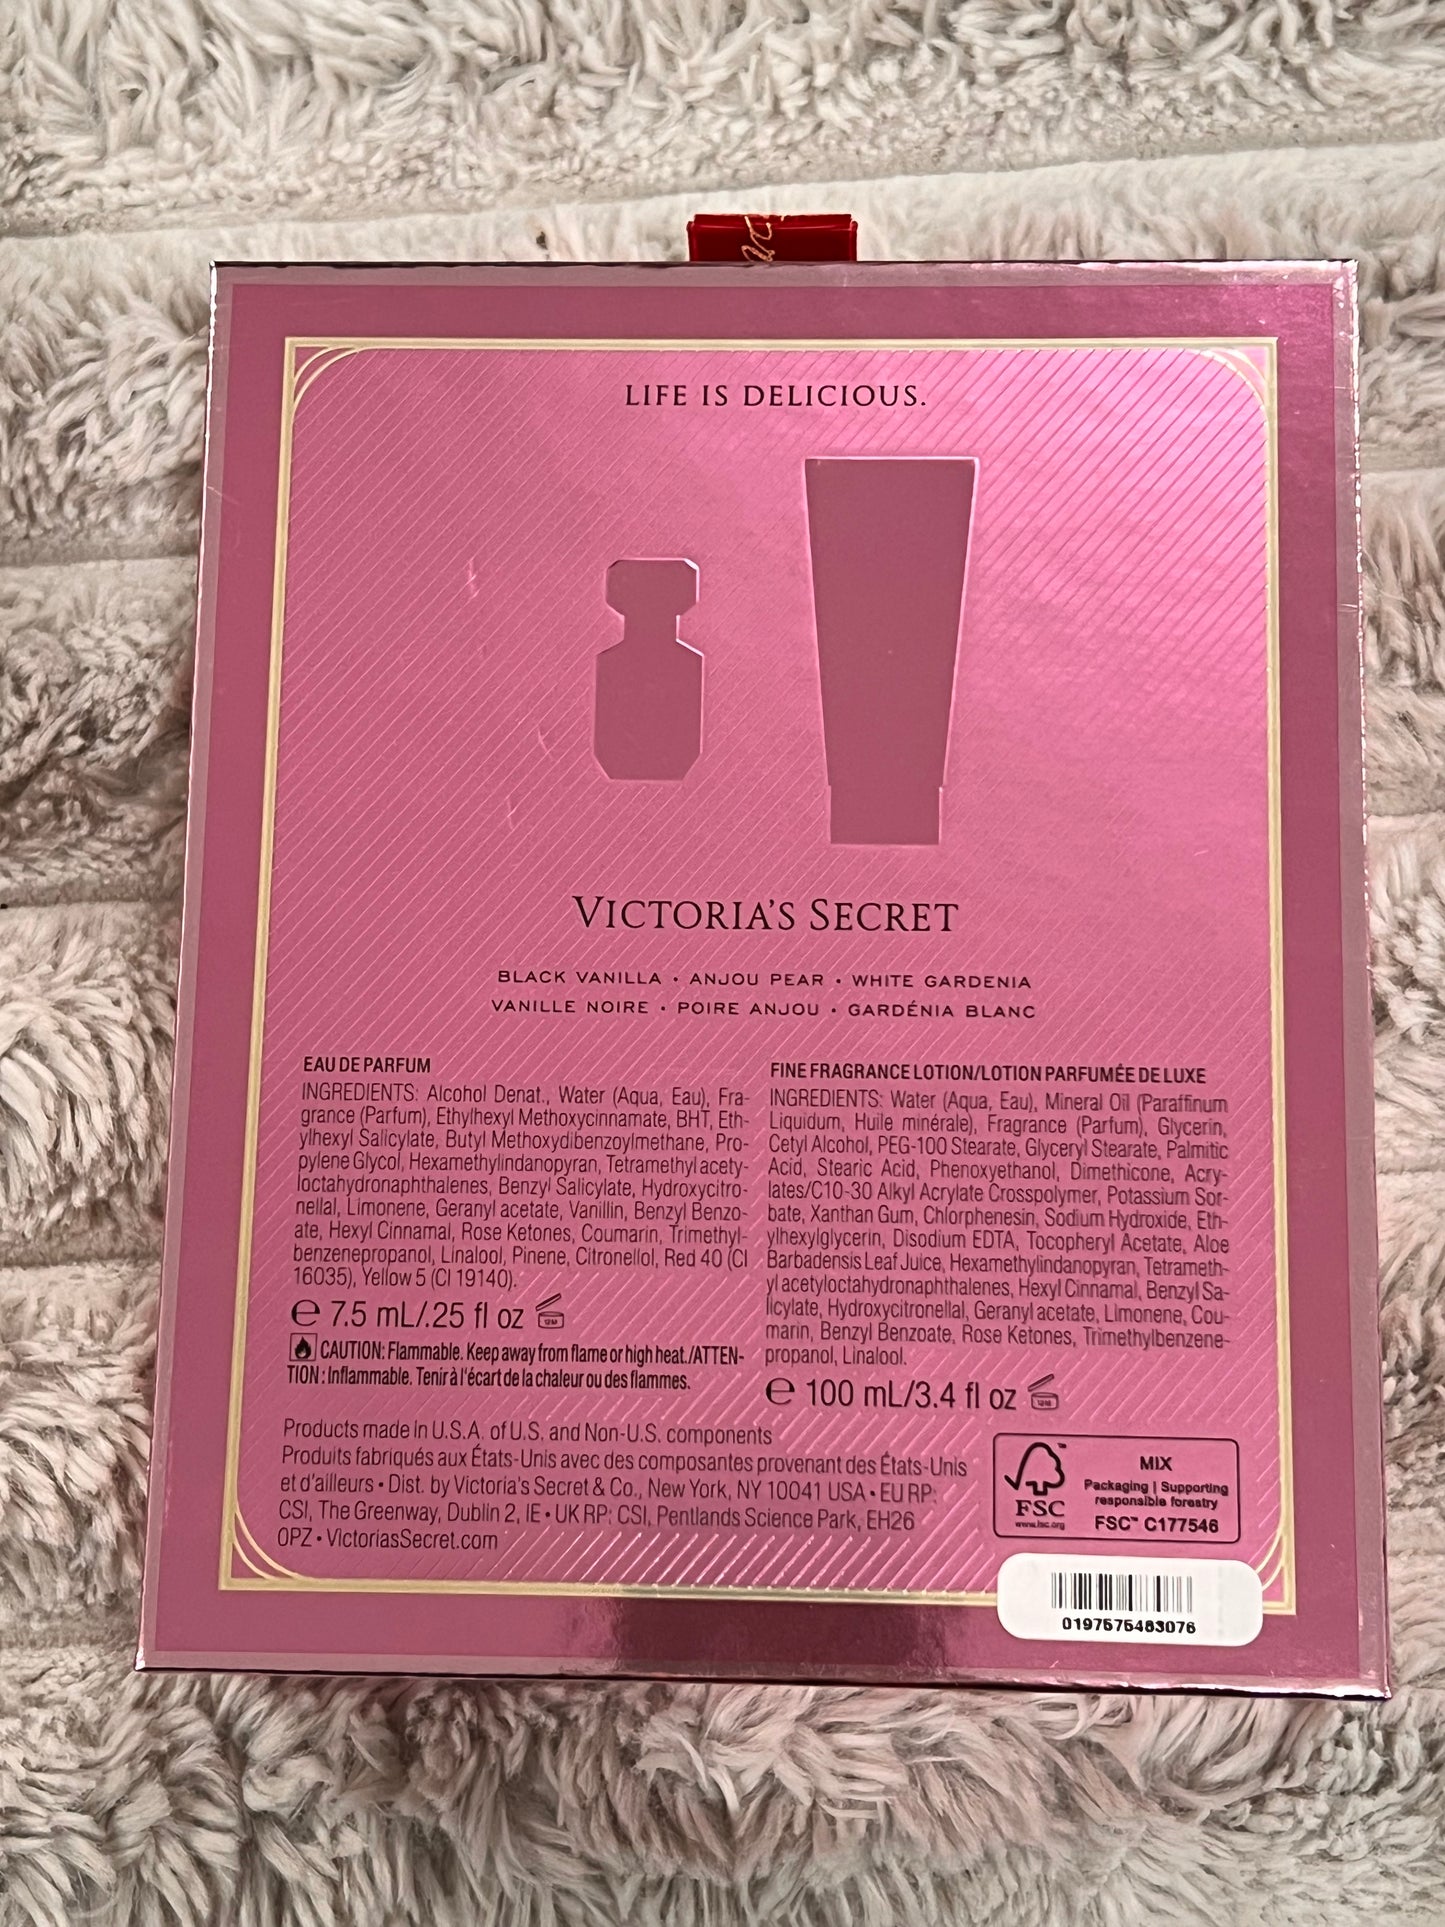 LIFE IS DELICIOUS.
VICTORIA'S SECRET
BLACK VANILLA • ANJOU PEAR • WHITE GARDENIA
VANILLE NOIRE • POIRE ANJOU • GARDÉNIA BLANC
EAU DE PARFUM
INGREDIENTS: Alcohol Denat., Water (Aqua, Eau), Fra-
grance (Parfum), Ethylhexyl Methoxycinnamate, BHT, Eth-
ylhexyl Salicylate, Butyl Methoxydibenzoylmethane, Pro-
pylene Glycol, Hexamethylindanopyran, Tetramethyl acety-
loctahydronaphthalenes, Benzyl Salicylate, Hydroxycitro-
nellal, Limonene, Geranyl acetate, Vanillin, Benzyl Benzo-
ate, Hexyl Cinnamal, Rose Ketones, Coumarin, Trimethyl-
benzenepropanol, Linalool, Pinene, Citronellol, Red 40 (CI
16035), Yellow 5 (CI 19140).
℮ 7.5 mL/.25 fl oz 12M
CAUTION: Flammable. Keep away from flame or high heat./ATTEN-
TION : Inflammable. Tenir à l'écart de la chaleur ou des flammes.
FINE FRAGRANCE LOTION/LOTION PARFUMÉE DE LUXE
INGREDIENTS: Water (Aqua, Eau), Mineral Oil (Paraffinum
Liquidum, Huile minérale), Fragrance (Parfum), Glycerin,
Cetyl Alcohol, PEG-100 Stearate, Glyceryl Stearate, Palmitic
Acid, Stearic Acid, Phenoxyethanol, Dimethicone, Acry-
lates/C10-30 Alkyl Acrylate Crosspolymer, Potassium Sor-
bate, Xanthan Gum, Chlorphenesin, Sodium Hydroxide, Eth-
ylhexylglycerin, Disodium EDTA, Tocopheryl Acetate, Aloe
Barbadensis Leaf Juice, Hexamethylindanopyran, Tetrameth-
yl acetyloctahydronaphthalenes, Hexyl Cinnamal, Benzyl Sa-
licylate, Hydroxycitronellal, Geranyl acetate, Limonene, Cou-
marin, Benzyl Benzoate, Rose Ketones, Trimethylbenzene-
propanol, Linalool.
℮ 100 mL/3.4 fl oz 12M
Products made in U.S.A. of U.S. and Non-U.S. components
Produits fabriqués aux États-Unis avec des composantes provenant des États-Unis
et d'ailleurs • Dist. by Victoria's Secret & Co., New York, NY 10041 USA • EU RP:
CSI, The Greenway, Dublin 2, IE • UK RP: CSI, Pentlands Science Park, EH26
0PZ • VictoriasSecret.com
FSC
www.fsc.org
MIX
Packaging | Supporting
responsible forestry
FSC™ C177546
0197575483076